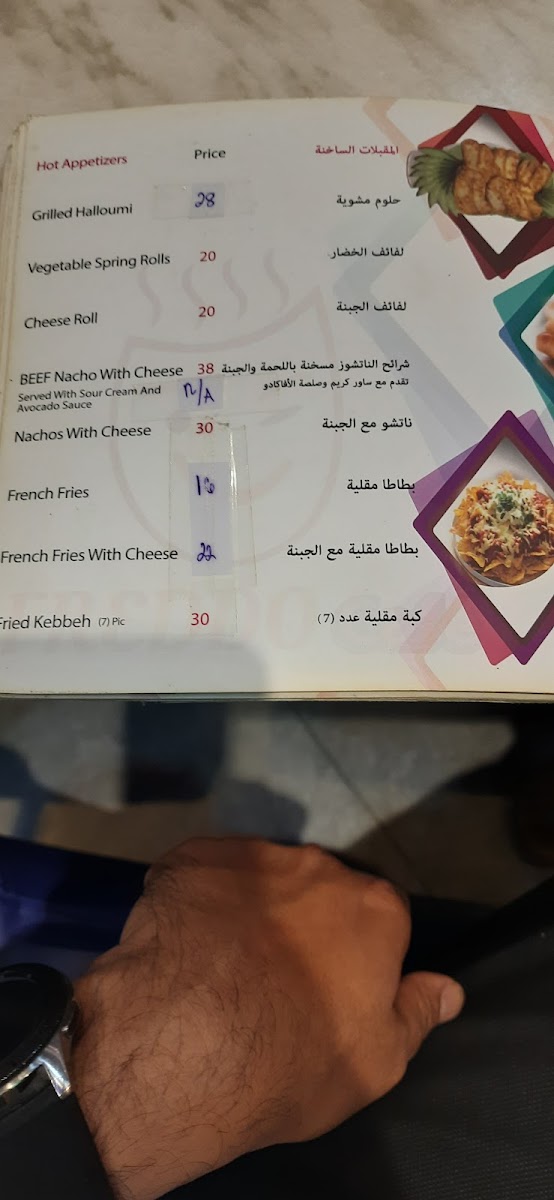 Hot Appetizers Price المقبلات الساخنة
Grilled Halloumi 28 حلوم مشوية
Vegetable Spring Rolls 20 لفائف الخضار
Cheese Roll 20 لفائف الجبنة
BEEF Nacho With Cheese 38 شرائح الناتشوز مسخنة باللحمة والجبنة
Served With Sour Cream And N/A تقدم مع ساور كريم وصلصة الأفاكادو
Avocado Sauce
Nachos With Cheese 30 ناتشو مع الجبنة
French Fries بطاطا مقلية
French Fries With Cheese 22 بطاطا مقلية مع الجبنة
Fried Kebbeh (7) Pic 30 كبة مقلية عدد (7)